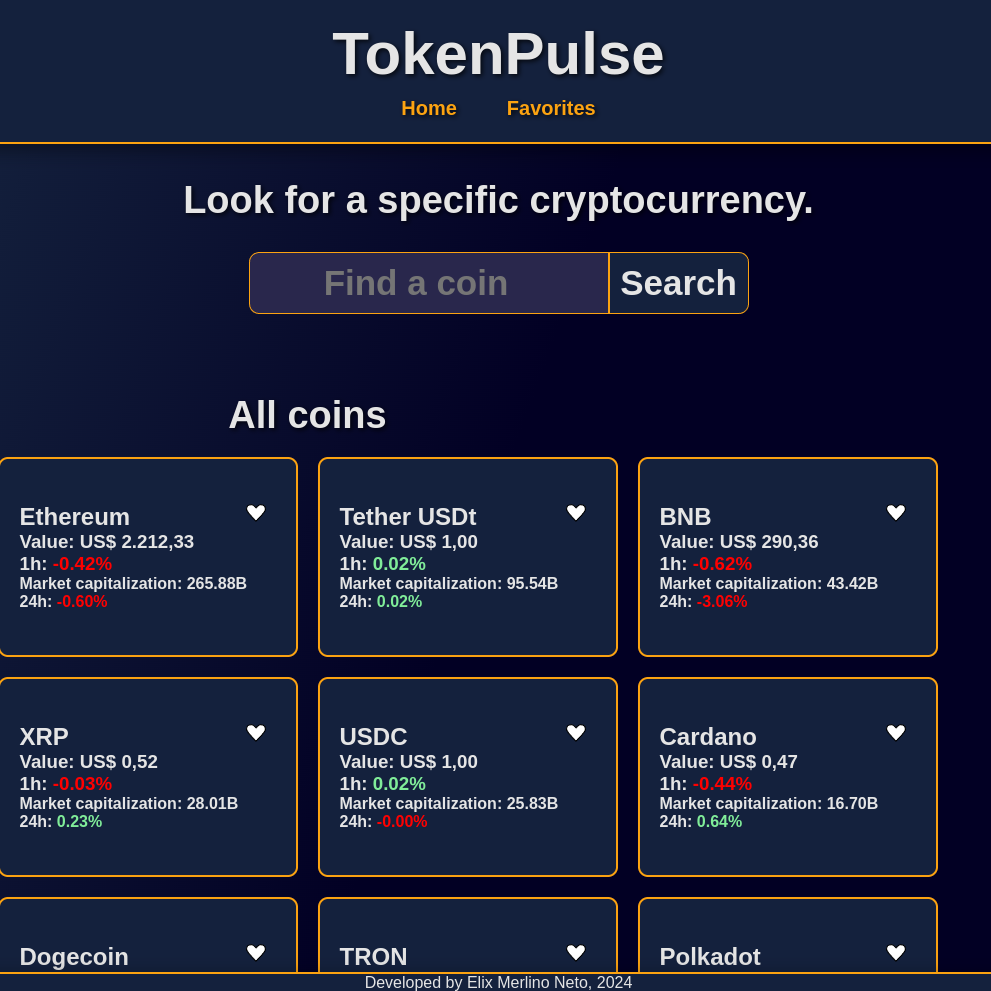 TokenPulse
Home Favorites
Look for a specific cryptocurrency.
Find a coin Search
All coins
Ethereum
Value: US$ 2.212,33
1h: -0.42%
Market capitalization: 265.88B
24h: -0.60%
Tether USDt
Value: US$ 1,00
1h: 0.02%
Market capitalization: 95.54B
24h: 0.02%
BNB
Value: US$ 290,36
1h: -0.62%
Market capitalization: 43.42B
24h: -3.06%
XRP
Value: US$ 0,52
1h: -0.03%
Market capitalization: 28.01B
24h: 0.23%
USDC
Value: US$ 1,00
1h: 0.02%
Market capitalization: 25.83B
24h: -0.00%
Cardano
Value: US$ 0,47
1h: -0.44%
Market capitalization: 16.70B
24h: 0.64%
Dogecoin
TRON
Polkadot
Developed by Elix Merlino Neto, 2024